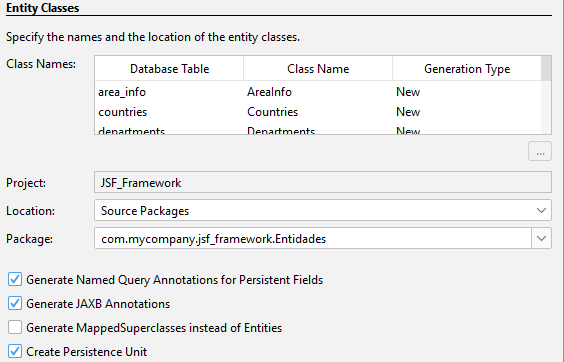 Entity Classes
Specify the names and the location of the entity classes.
Class Names:
Database Table Class Name Generation Type
area_info AreaInfo New
countries Countries New
departments Departments New
...
Project: JSF_Framework
Location: Source Packages
Package: com.mycompany.jsf_framework.Entidades
Generate Named Query Annotations for Persistent Fields
Generate JAXB Annotations
Generate MappedSuperclasses instead of Entities
Create Persistence Unit